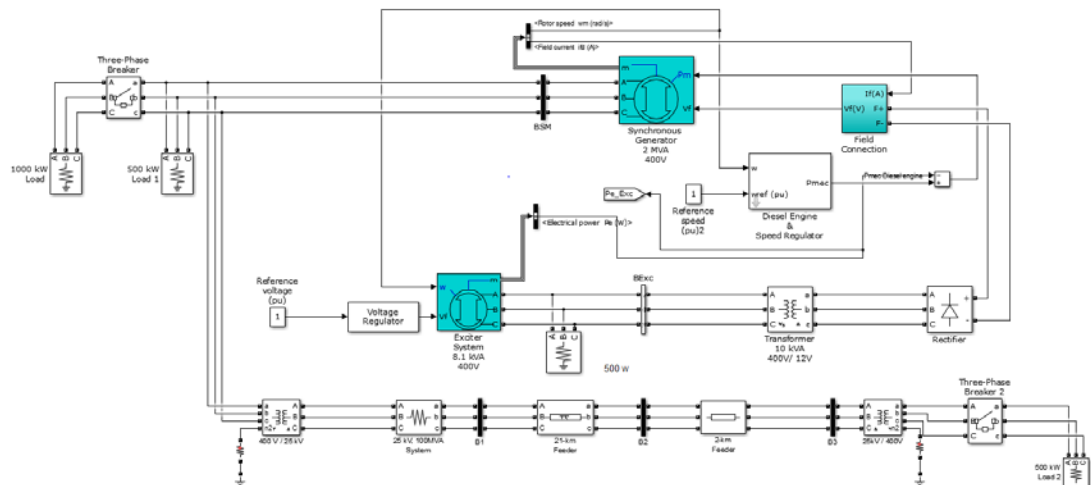 <Rotor speed wm (rad/s)>
<Field current ifd (A)>
Three-Phase
Breaker
A a
B b
C c
BSM
m
A
B
C
Pm
Vf
Synchronous
Generator
2 MVA
400V
If(A)
Vf(V) F+
F-
Field
Connection
A B C
1000 kW
Load
A B C
500 kW
Load 1
w
wref (pu)
Pmec
Diesel Engine
&
Speed Regulator
Pmec Diesel engine
Pe_Exc
1
Reference
speed
(pu)2
<Electrical power Pe (W)>
Reference
voltage
(pu)
1
Voltage
Regulator
w
Vf
m
A
B
C
Exciter
System
8.1 kVA
400V
BExc
A B C
500 w
A a
B b
C c
Transformer
10 kVA
400V/ 12V
A +
B
C -
Rectifier
400 V / 25 kV
A a
B b
C c
25 kV, 100MVA
System
B1
A a
B b
C c
21-km
Feeder
B2
A a
B b
C c
2-km
Feeder
B3
25kV / 400V
Three-Phase
Breaker 2
A a
B b
C c
A B C
500 kW
Load 2